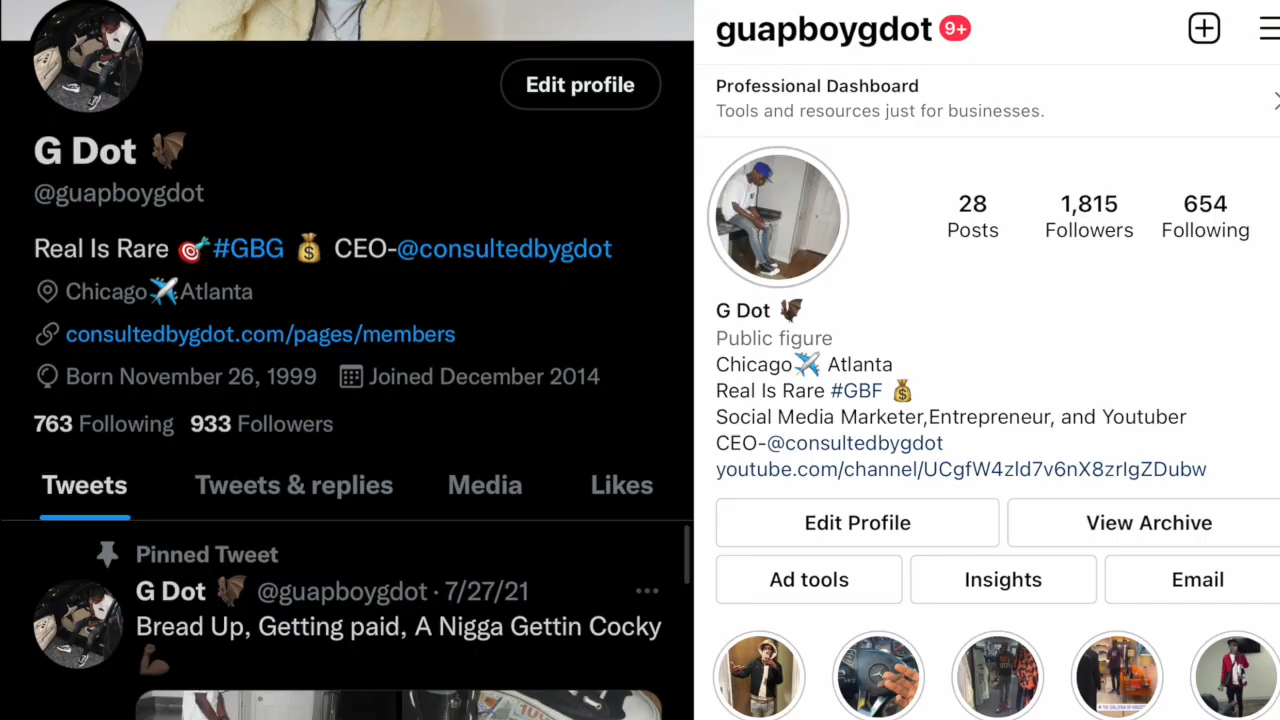 Edit profile
G Dot 🦇
@guapboygdot
Real Is Rare 🎯#GBG 💰 CEO-@consultedbygdot
Chicago✈️Atlanta
consultedbygdot.com/pages/members
Born November 26, 1999 Joined December 2014
763 Following 933 Followers
Tweets Tweets & replies Media Likes
Pinned Tweet
G Dot 🦇 @guapboygdot · 7/27/21 ...
Bread Up, Getting paid, A Nigga Gettin Cocky
💪🏾
guapboygdot 9+
Professional Dashboard
Tools and resources just for businesses.
28 1,815 654
Posts Followers Following
G Dot 🦇
Public figure
Chicago✈️ Atlanta
Real Is Rare #GBF 💰
Social Media Marketer,Entrepreneur, and Youtuber
CEO-@consultedbygdot
youtube.com/channel/UCgfW4zld7v6nX8zrIgZDubw
Edit Profile View Archive
Ad tools Insights Email